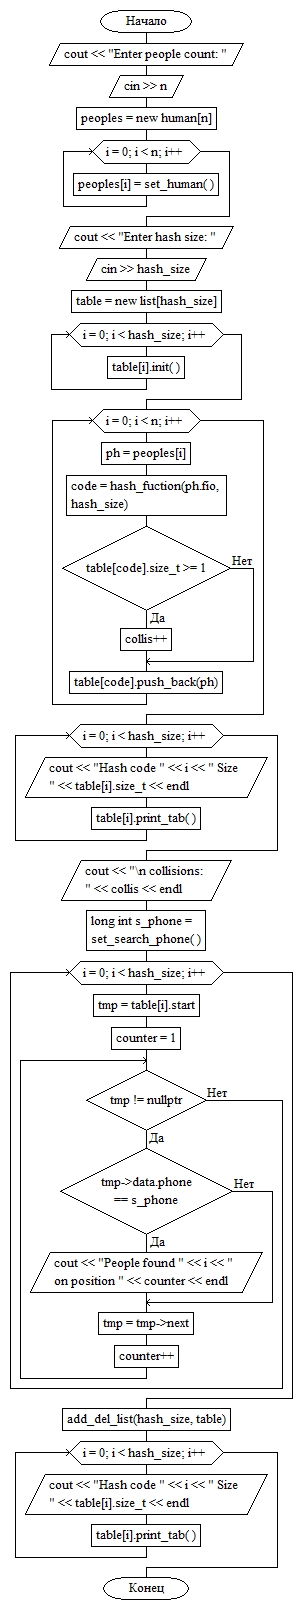 Начало
cout << "Enter people count: "
cin >> n
peoples = new human[n]
i = 0; i < n; i++
peoples[i] = set_human( )
cout << "Enter hash size: "
cin >> hash_size
table = new list[hash_size]
i = 0; i < hash_size; i++
table[i].init( )
i = 0; i < n; i++
ph = peoples[i]
code = hash_fuction(ph.fio,
hash_size)
table[code].size_t >= 1
Нет
Да
collis++
table[code].push_back(ph)
i = 0; i < hash_size; i++
cout << "Hash code " << i << " Size
" << table[i].size_t << endl
table[i].print_tab( )
cout << "\n collisions:
" << collis << endl
long int s_phone =
set_search_phone( )
i = 0; i < hash_size; i++
tmp = table[i].start
counter = 1
tmp != nullptr
Нет
Да
tmp->data.phone
== s_phone
Нет
Да
cout << "People found " << i << "
on position " << counter << endl
tmp = tmp->next
counter++
add_del_list(hash_size, table)
i = 0; i < hash_size; i++
cout << "Hash code " << i << " Size
" << table[i].size_t << endl
table[i].print_tab( )
Конец